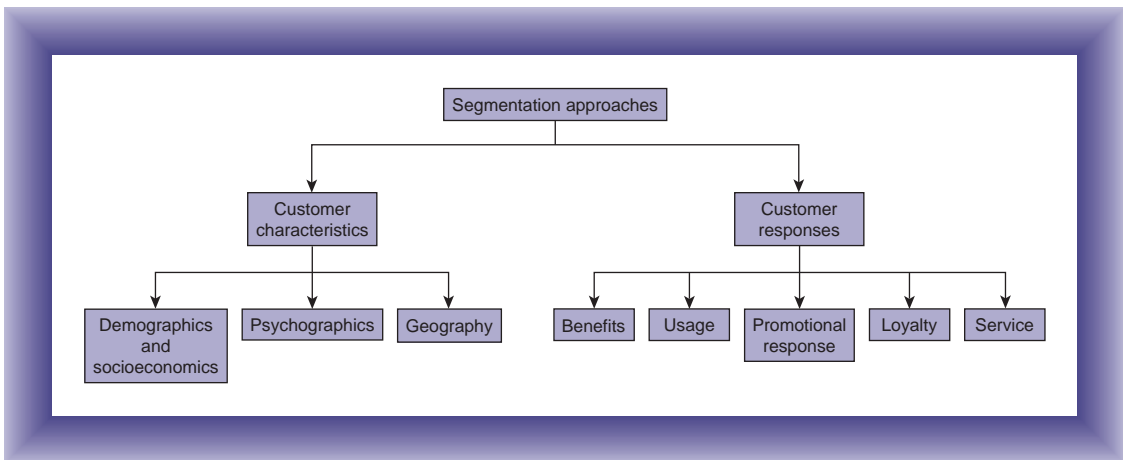 Segmentation approaches
Customer
characteristics
Customer
responses
Demographics
and
socioeconomics
Psychographics
Geography
Benefits
Usage
Promotional
response
Loyalty
Service